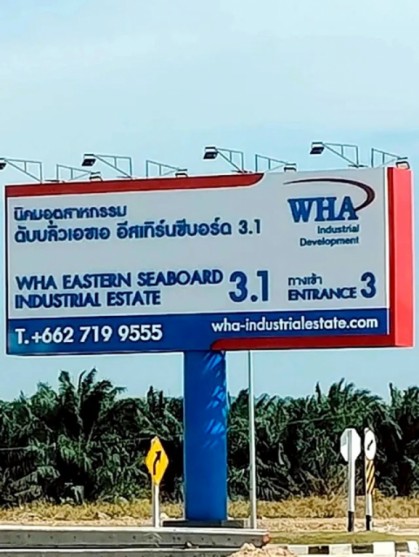 นิคมอุตสาหกรรม
ดับบลิวเอชเอ อีสเทิร์นซีบอร์ด 3.1
WHA
Industrial
Development
WHA EASTERN SEABOARD
INDUSTRIAL ESTATE
3.1
ทางเข้า
ENTRANCE 3
T.+662 719 9555
wha-industrialestate.com